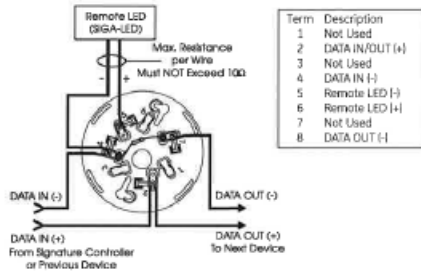 Remote LED
(SIGA-LED)
Max. Resistance
per Wire
Must NOT Exceed 10Ω
- +
DATA IN (-)
DATA IN (+)
From Signature Controller
or Previous Device
DATA OUT (-)
DATA OUT (+)
To Next Device
Term Description
1 Not Used
2 DATA IN/OUT (+)
3 Not Used
4 DATA IN (-)
5 Remote LED (-)
6 Remote LED (+)
7 Not Used
8 DATA OUT (-)